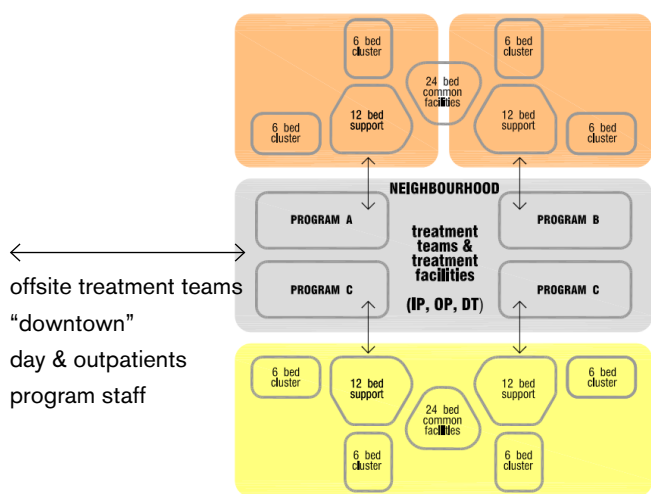 6 bed
cluster
6 bed
cluster
24 bed
common
facilities
6 bed
cluster
12 bed
support
12 bed
support
6 bed
cluster
NEIGHBOURHOOD
PROGRAM A
PROGRAM B
treatment
teams &
treatment
facilities
PROGRAM C
PROGRAM C
(IP, OP, DT)
offsite treatment teams
“downtown”
day & outpatients
program staff
6 bed
cluster
12 bed
support
12 bed
support
6 bed
cluster
24 bed
common
facilities
6 bed
cluster
6 bed
cluster